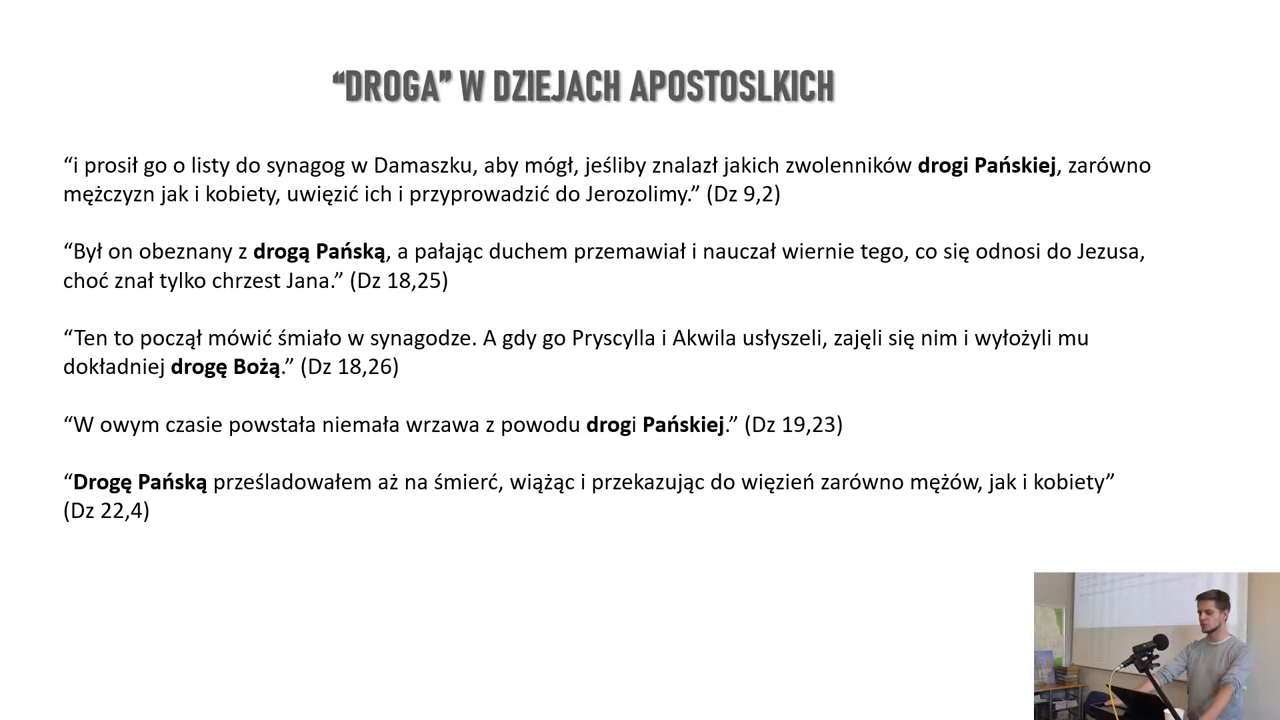 “DROGA” W DZIEJACH APOSTOSLKICH
“i prosił go o listy do synagog w Damaszku, aby mógł, jeśliby znalazł jakich zwolenników drogi Pańskiej, zarówno
mężczyzn jak i kobiety, uwięzić ich i przyprowadzić do Jerozolimy.” (Dz 9,2)
“Był on obeznany z drogą Pańską, a pałając duchem przemawiał i nauczał wiernie tego, co się odnosi do Jezusa,
choć znał tylko chrzest Jana.” (Dz 18,25)
“Ten to począł mówić śmiało w synagodze. A gdy go Pryscylla i Akwila usłyszeli, zajęli się nim i wyłożyli mu
dokładniej drogę Bożą.” (Dz 18,26)
“W owym czasie powstała niemała wrzawa z powodu drogi Pańskiej.” (Dz 19,23)
“Drogę Pańską prześladowałem aż na śmierć, wiążąc i przekazując do więzień zarówno mężów, jak i kobiety”
(Dz 22,4)